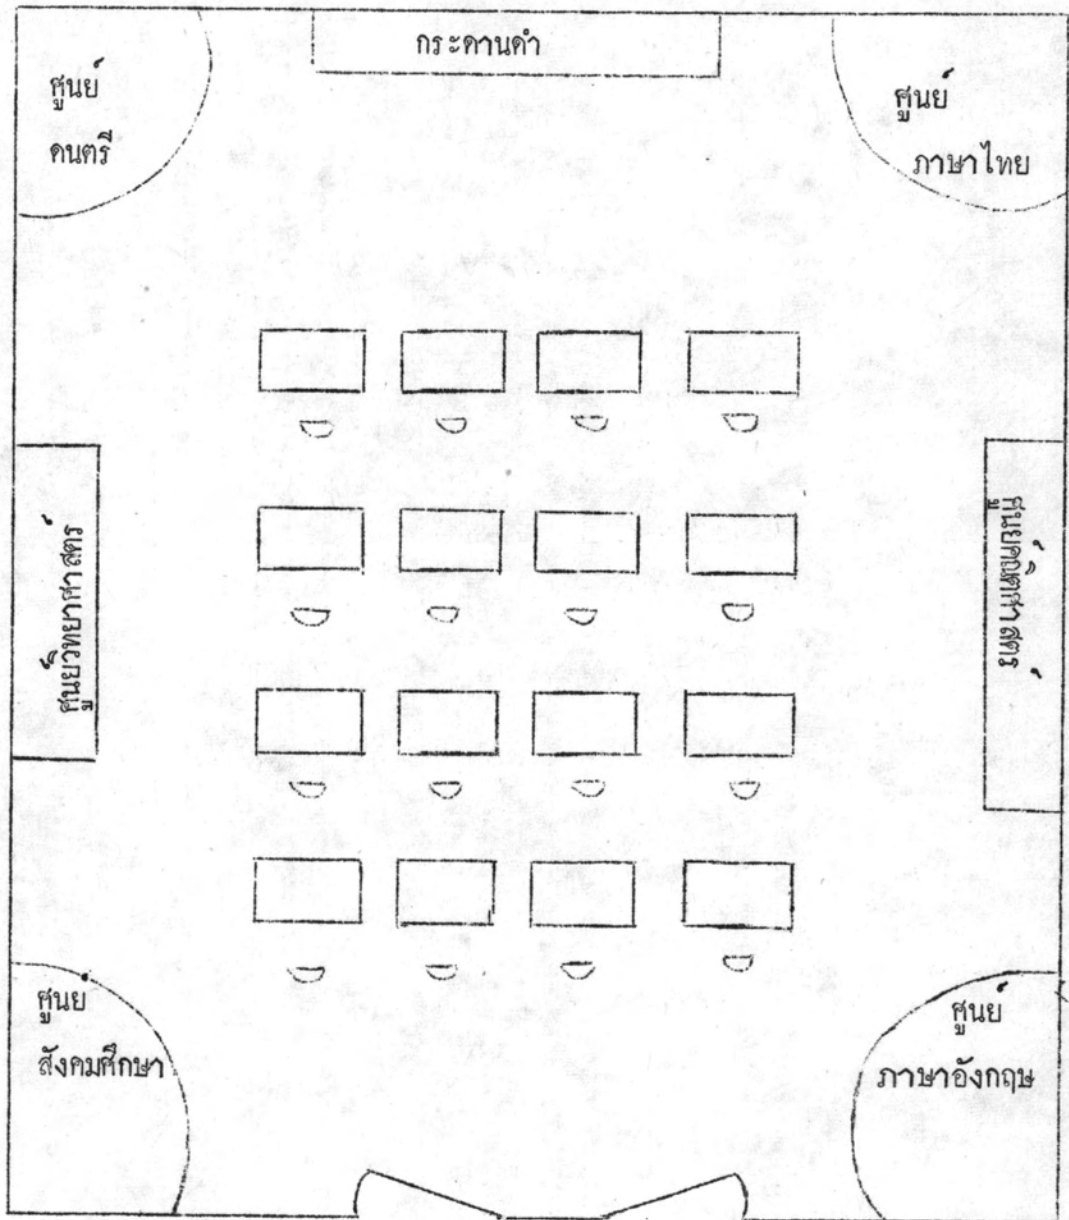 กระดานดำ
ศูนย์
ดนตรี
ศูนย์
ภาษาไทย
ศูนย์วิทยาศาสตร์
ศูนย์คณิตศาสตร์
ศูนย์
สังคมศึกษา
ศูนย์
ภาษาอังกฤษ